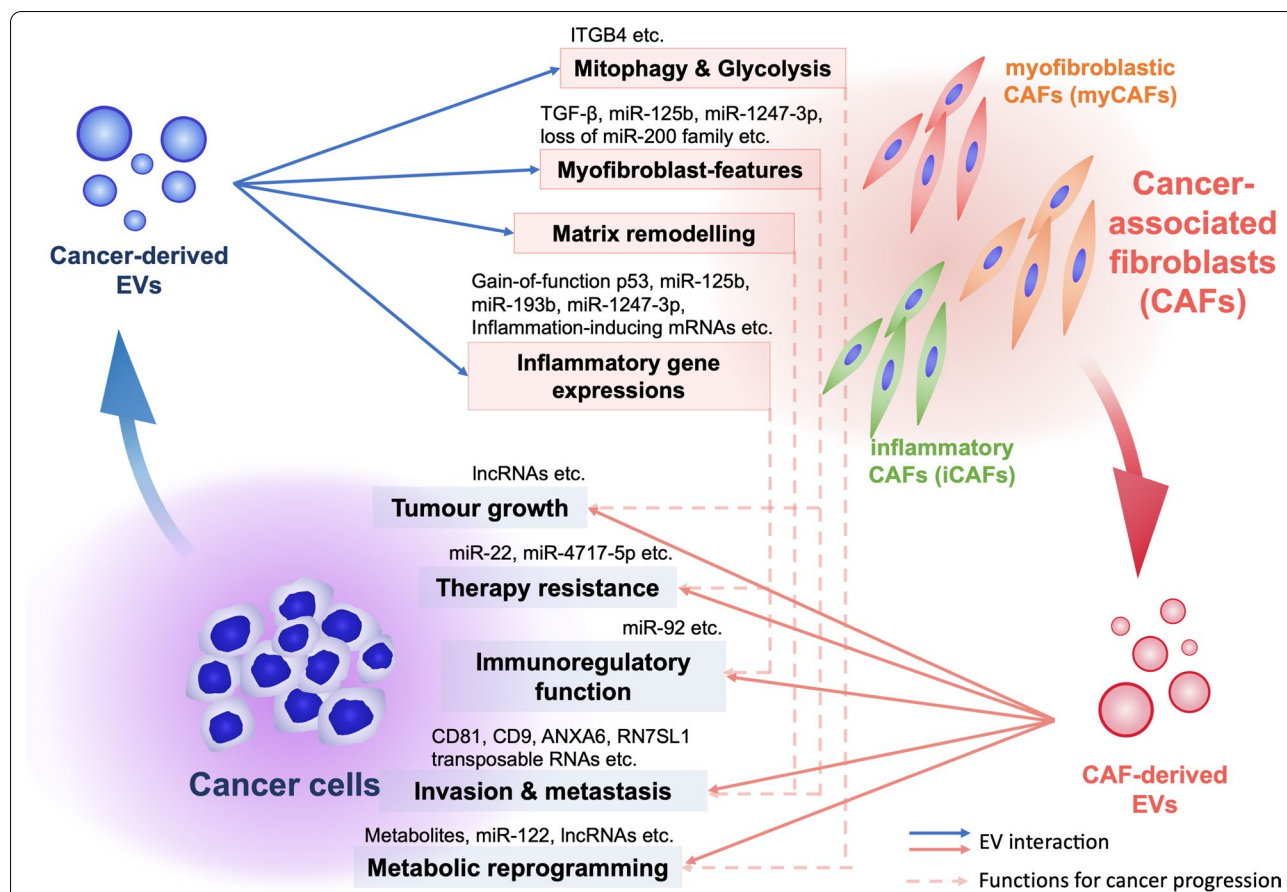 ITGB4 etc.
Mitophagy & Glycolysis
TGF-β, miR-125b, miR-1247-3p,
loss of miR-200 family etc.
Myofibroblast-features
Matrix remodelling
Gain-of-function p53, miR-125b,
miR-193b, miR-1247-3p,
Inflammation-inducing mRNAs etc.
Inflammatory gene
expressions
Cancer-derived
EVs
myofibroblastic
CAFs (myCAFs)
Cancer-
associated
fibroblasts
(CAFs)
inflammatory
CAFs (iCAFs)
lncRNAs etc.
Tumour growth
miR-22, miR-4717-5p etc.
Therapy resistance
miR-92 etc.
Immunoregulatory
function
CD81, CD9, ANXA6, RN7SL1
transposable RNAs etc.
Invasion & metastasis
Metabolites, miR-122, lncRNAs etc.
Metabolic reprogramming
Cancer cells
CAF-derived
EVs
EV interaction
Functions for cancer progression